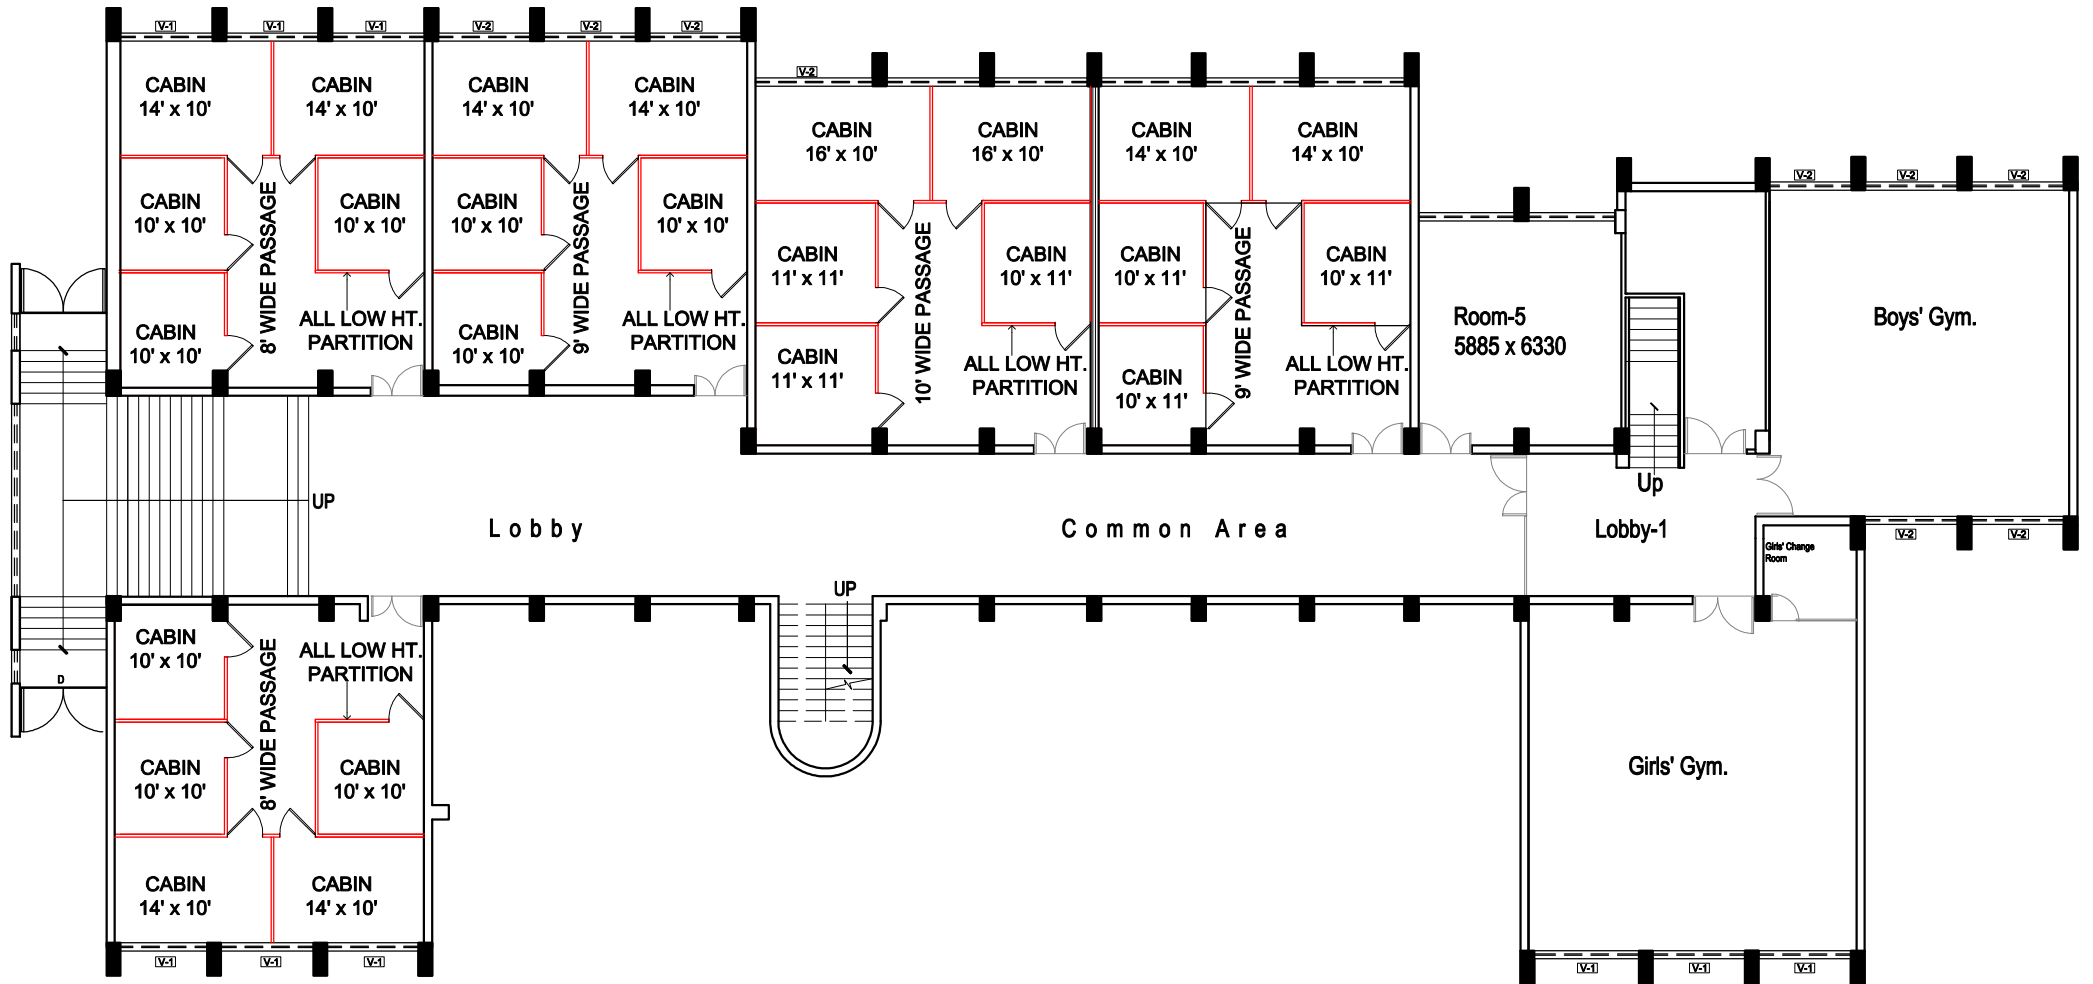 V-1
V-1
V-1
V-2
V-2
V-2
CABIN
14' x 10'
CABIN
14' x 10'
CABIN
14' x 10'
CABIN
14' x 10'
V-2
CABIN
16' x 10'
CABIN
16' x 10'
CABIN
14' x 10'
CABIN
14' x 10'
CABIN
10' x 10'
8' WIDE PASSAGE
CABIN
10' x 10'
CABIN
10' x 10'
9' WIDE PASSAGE
CABIN
10' x 10'
V-2
V-2
V-2
CABIN
11' x 11'
10' WIDE PASSAGE
CABIN
10' x 11'
CABIN
10' x 11'
9' WIDE PASSAGE
CABIN
10' x 11'
CABIN
10' x 10'
ALL LOW HT.
PARTITION
CABIN
10' x 10'
ALL LOW HT.
PARTITION
Room-5
5885 x 6330
Boys' Gym.
CABIN
11' x 11'
ALL LOW HT.
PARTITION
CABIN
10' x 11'
ALL LOW HT.
PARTITION
UP
Lobby
Common Area
Up
Lobby-1
V-2
V-2
Girls' Change
Room
UP
CABIN
10' x 10'
8' WIDE PASSAGE
ALL LOW HT.
PARTITION
D
CABIN
10' x 10'
CABIN
10' x 10'
Girls' Gym.
CABIN
14' x 10'
CABIN
14' x 10'
V-1
V-1
V-1
V-1
V-1
V-1